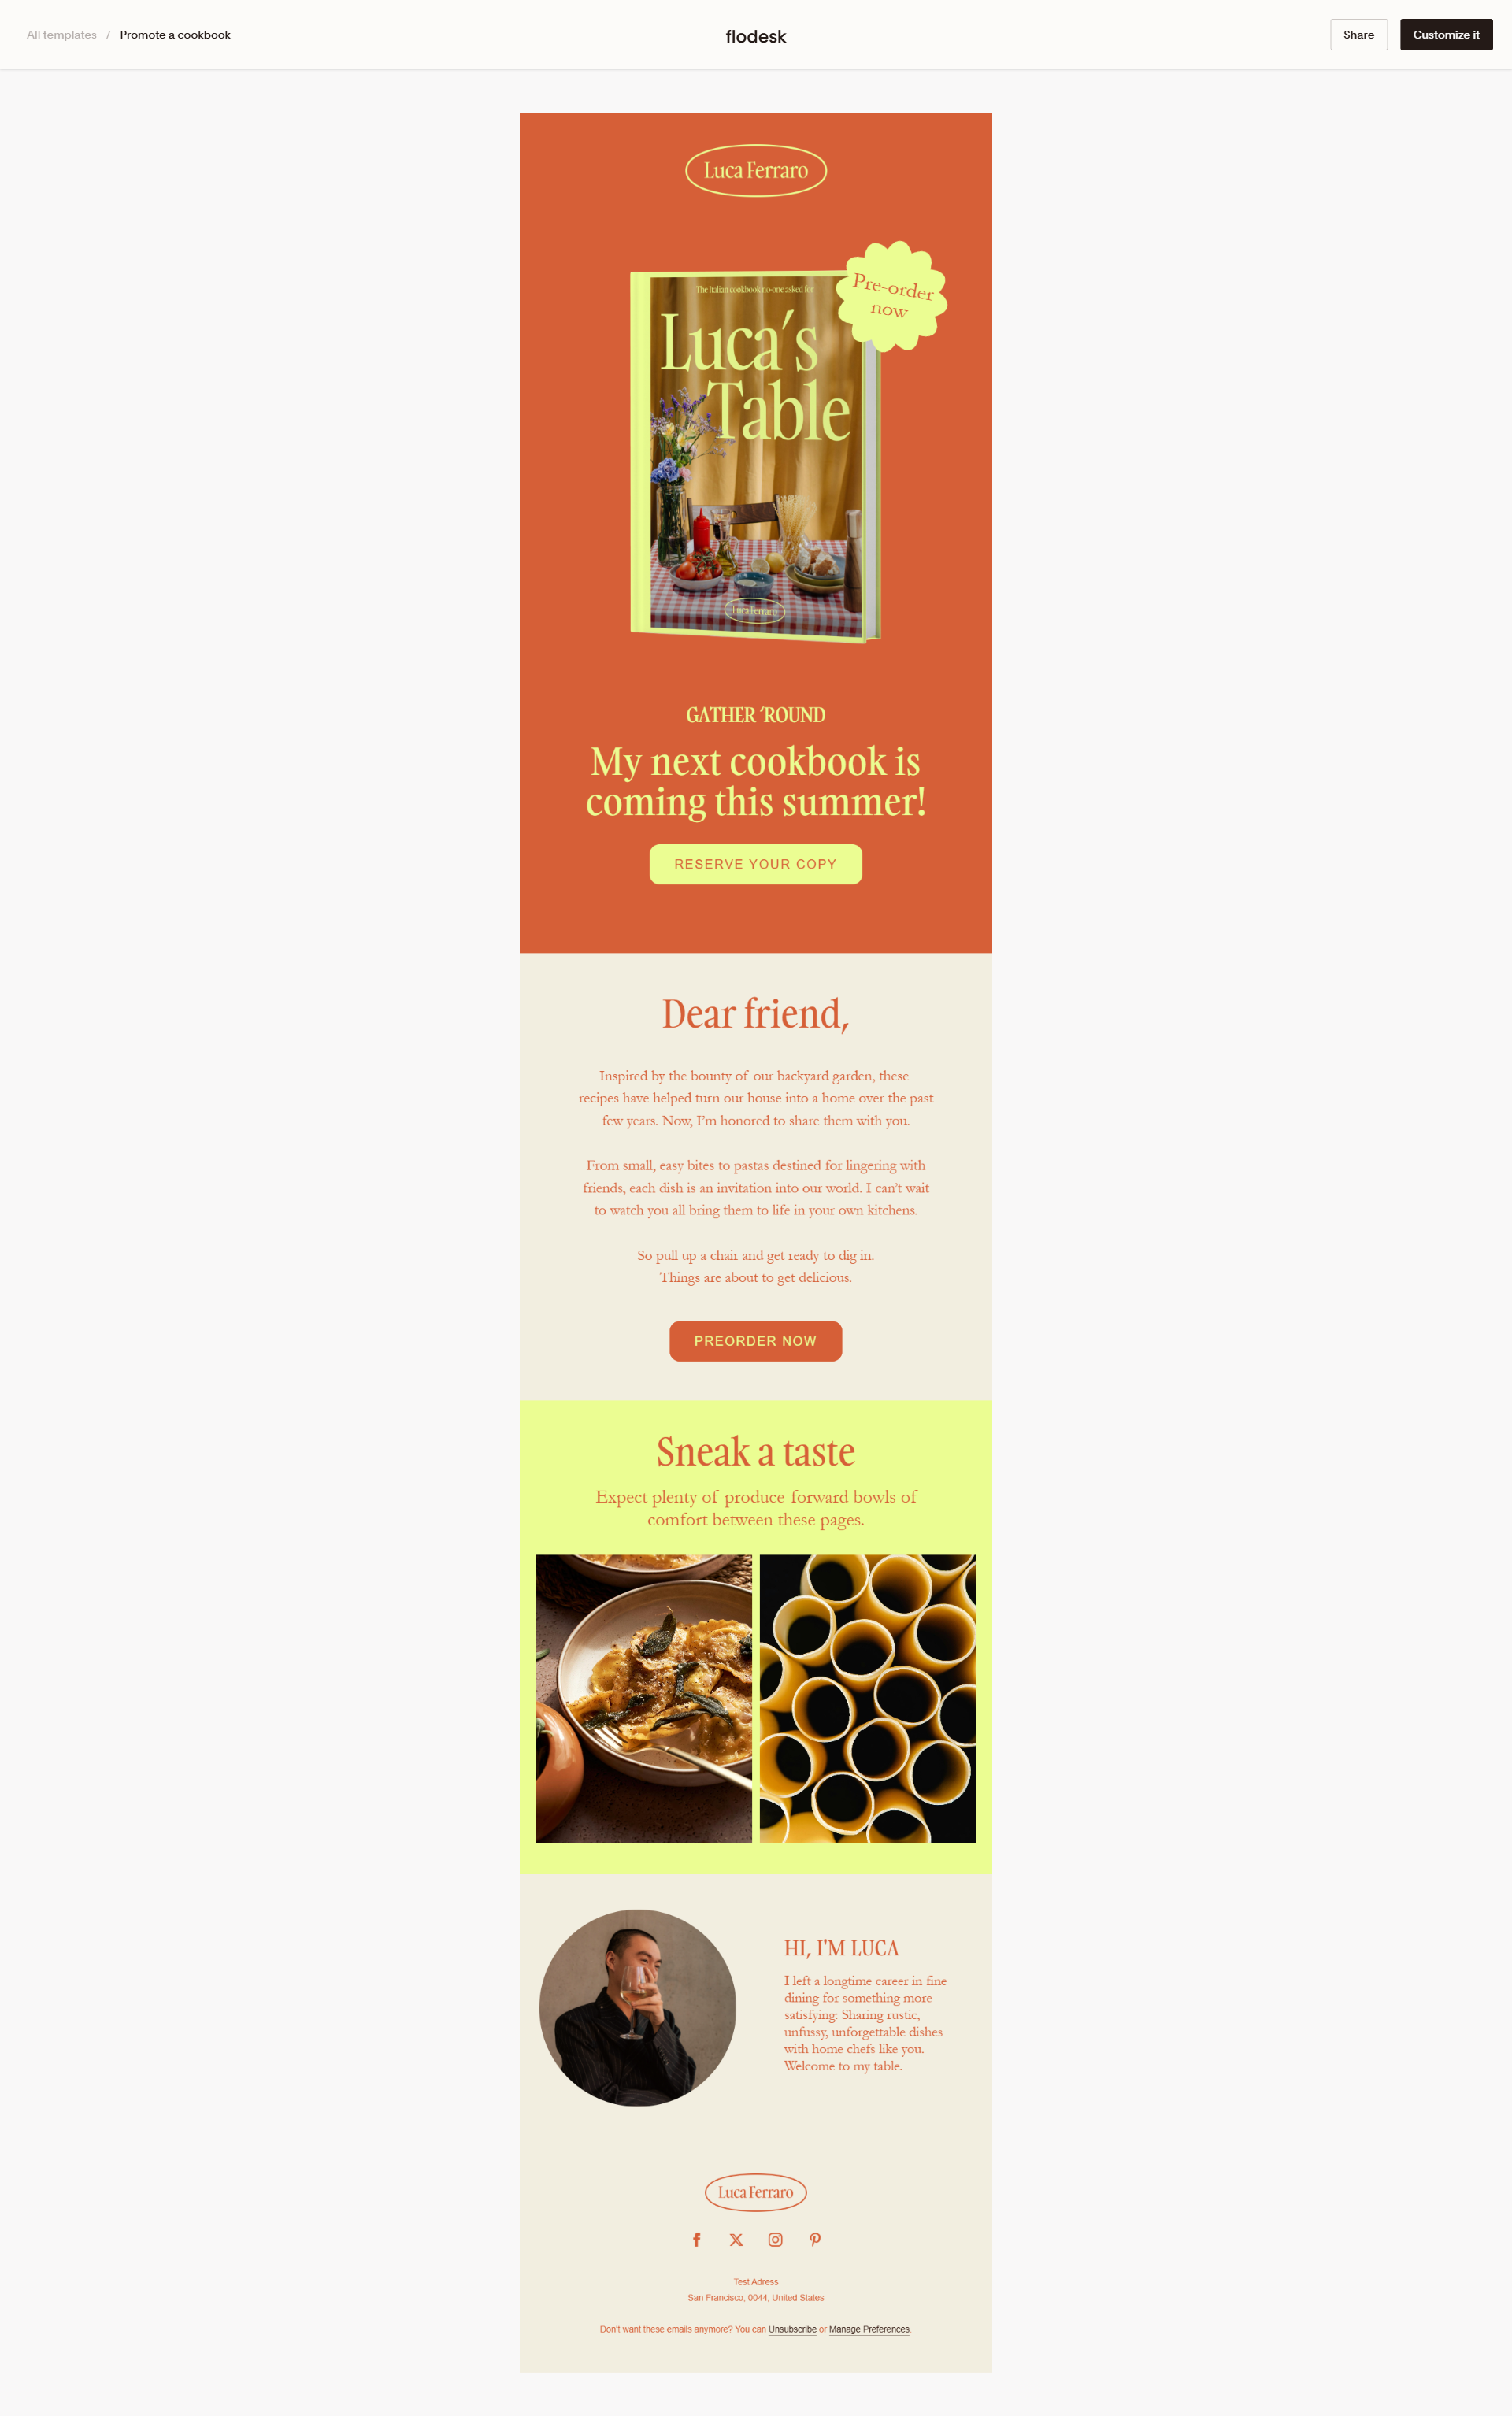 All templates / Promote a cookbook
flodesk
Share
Customize it
Luca Ferraro
Pre-order
now
The Italian cookbook no-one asked for
Luca's
Table
Luca Ferraro
GATHER ‘ROUND
My next cookbook is
coming this summer!
RESERVE YOUR COPY
Dear friend,
Inspired by the bounty of our backyard garden, these
recipes have helped turn our house into a home over the past
few years. Now, I’m honored to share them with you.
From small, easy bites to pastas destined for lingering with
friends, each dish is an invitation into our world. I can’t wait
to watch you all bring them to life in your own kitchens.
So pull up a chair and get ready to dig in.
Things are about to get delicious.
PREORDER NOW
Sneak a taste
Expect plenty of produce-forward bowls of
comfort between these pages.
HI, I'M LUCA
I left a longtime career in fine
dining for something more
satisfying: Sharing rustic,
unfussy, unforgettable dishes
with home chefs like you.
Welcome to my table.
Luca Ferraro
Test Adress
San Francisco, 0044, United States
Don't want these emails anymore? You can Unsubscribe or Manage Preferences.